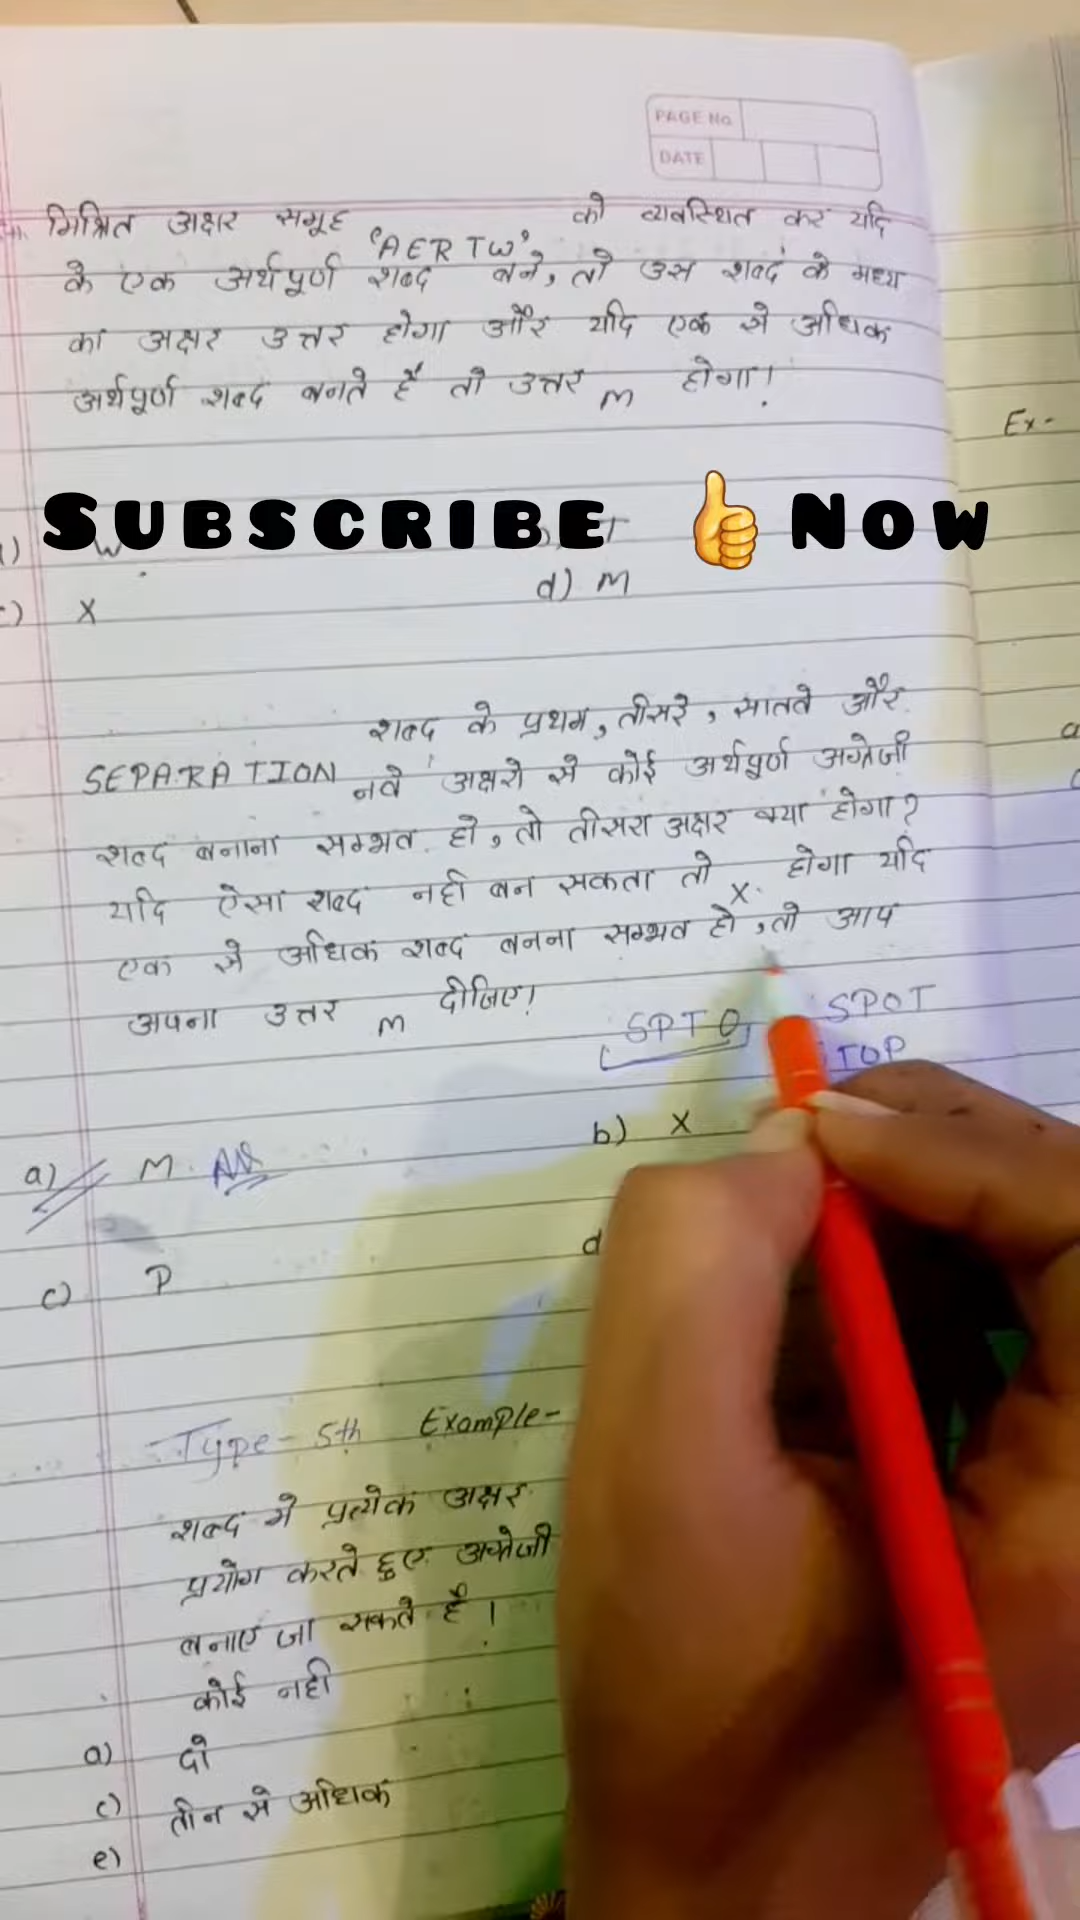 PAGE No.
DATE
मिश्रित अक्षर समूह 'AERTW' को व्यवस्थित कर यदि
के एक अर्थपूर्ण शब्द बने, तो उस शब्द के मध्य
का अक्षर उत्तर होगा और यदि एक से अधिक
अर्थपूर्ण शब्द बनते है तो उत्तर m होगा!
Ex-
SUBSCRIBE 👍 NOW
W
T
c) X
d) m
शब्द के प्रथम, तीसरे, सातवे और
SEPARATION नवे अक्षरो से कोई अर्थपूर्ण अग्रेजी
शब्द बनाना सम्भव हो, तो तीसरा अक्षर क्या होगा?
यदि ऐसा शब्द नही बन सकता तो X होगा यदि
एक से अधिक शब्द बनना सम्भव हो, तो आप
अपना उत्तर m दीजिए!
SPTO SPOT
TOP
a) M Ans
b) X
c) P
d
Type- 5th Example-
शब्द मे प्रत्येक अक्षर
प्रयोग करते हुए अग्रेजी
बनाए जा सकते है।
कोई नही
a) दो
c) तीन से अधिक
e)